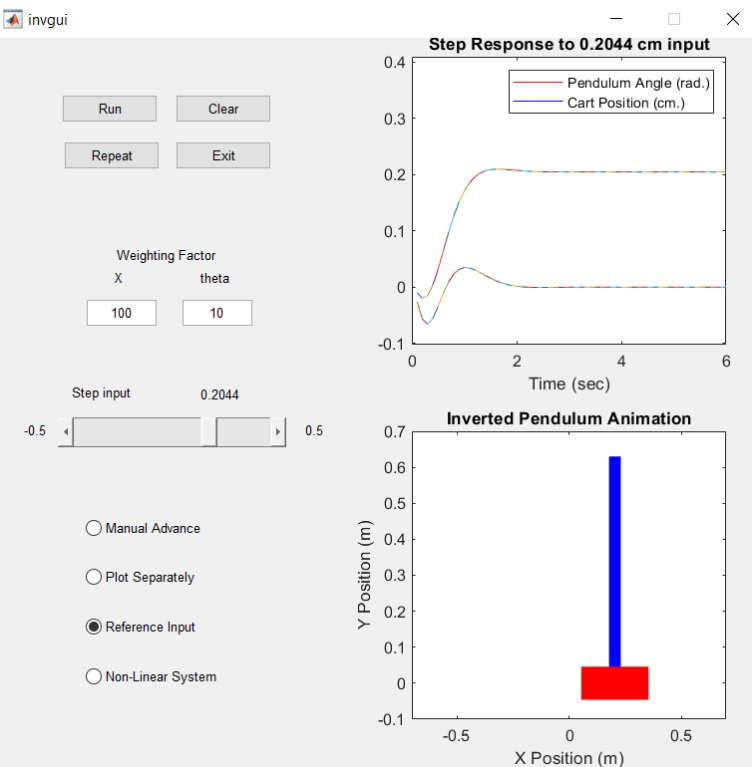 invgui
Run
Clear
Repeat
Exit
Weighting Factor
X
theta
100
10
Step input
0.2044
-0.5
0.5
Manual Advance
Plot Separately
Reference Input
Non-Linear System
Step Response to 0.2044 cm input
Pendulum Angle (rad.)
Cart Position (cm.)
0.4
0.3
0.2
0.1
0
-0.1
0
2
4
6
Time (sec)
Inverted Pendulum Animation
Y Position (m)
0.7
0.6
0.5
0.4
0.3
0.2
0.1
0
-0.1
-0.5
0
0.5
X Position (m)